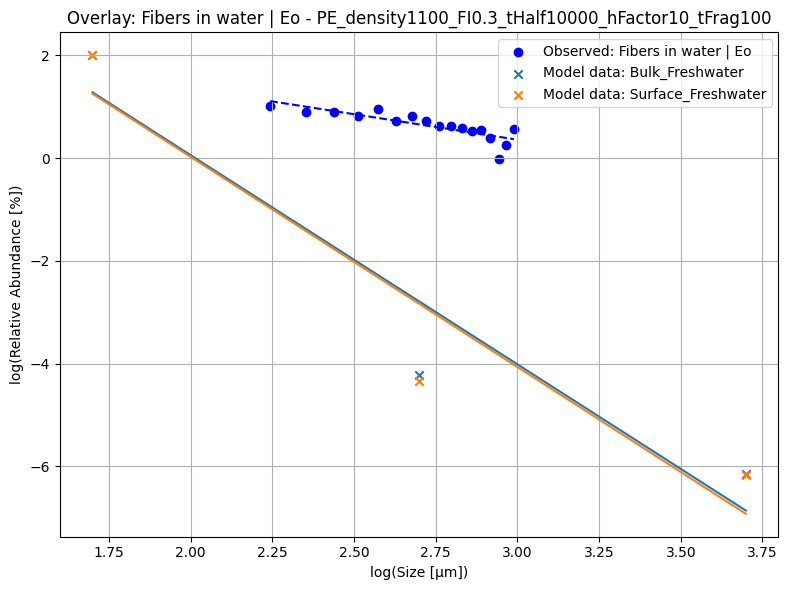 Overlay: Fibers in water | Eo - PE_density1100_FI0.3_tHalf10000_hFactor10_tFrag100
Observed: Fibers in water | Eo
Model data: Bulk_Freshwater
Model data: Surface_Freshwater
log(Relative Abundance [%])
2
0
−2
−4
−6
1.75
2.00
2.25
2.50
2.75
3.00
3.25
3.50
3.75
log(Size [µm])